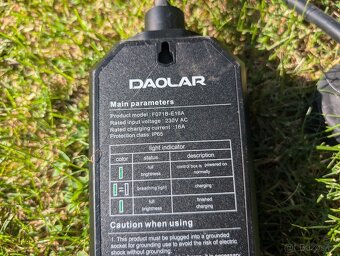 DAOLAR
Main parameters
Product model : F071B-E16A
Rated input voltage : 230V AC
Rated charging current : 16A
Protection class : IP65
light indicator
color status description
full brightness control box is powered on normally
breathing light charging
full brightness finished charging
Caution when using
1. This product must be plugged into a grounded
socket for grounding use to avoid the risk of electric
shock without grounding.